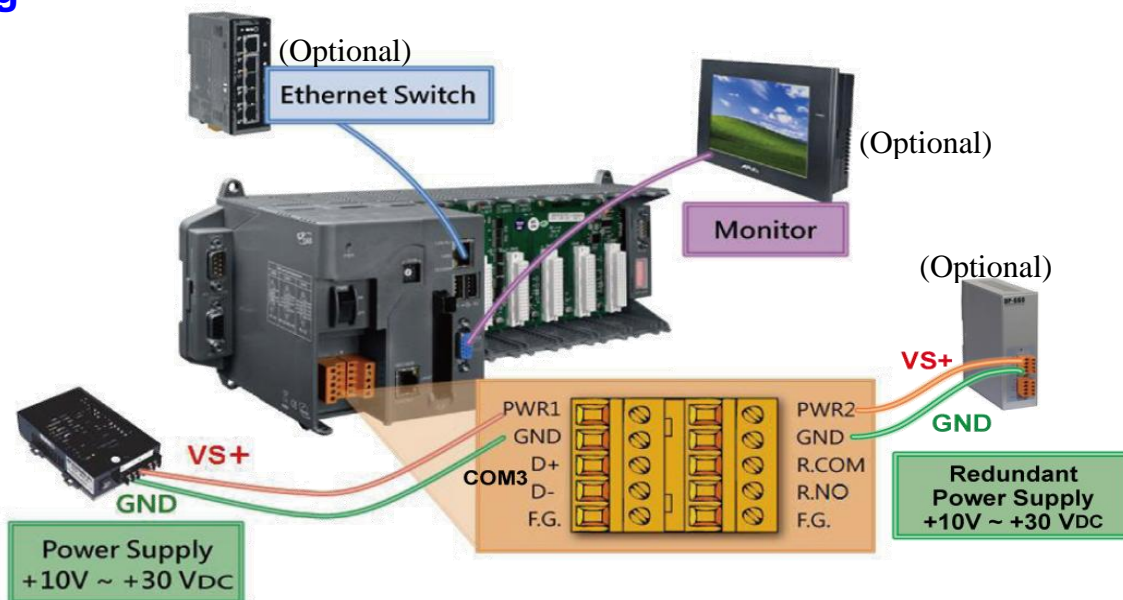 g
(Optional)
Ethernet Switch
(Optional)
Monitor
(Optional)
VS+
GND
PWR1
GND
D+
COM3
D-
F.G.
PWR2
GND
R.COM
R.NO
F.G.
VS+
GND
Redundant
Power Supply
+10V ~ +30 VDC
Power Supply
+10V ~ +30 VDC